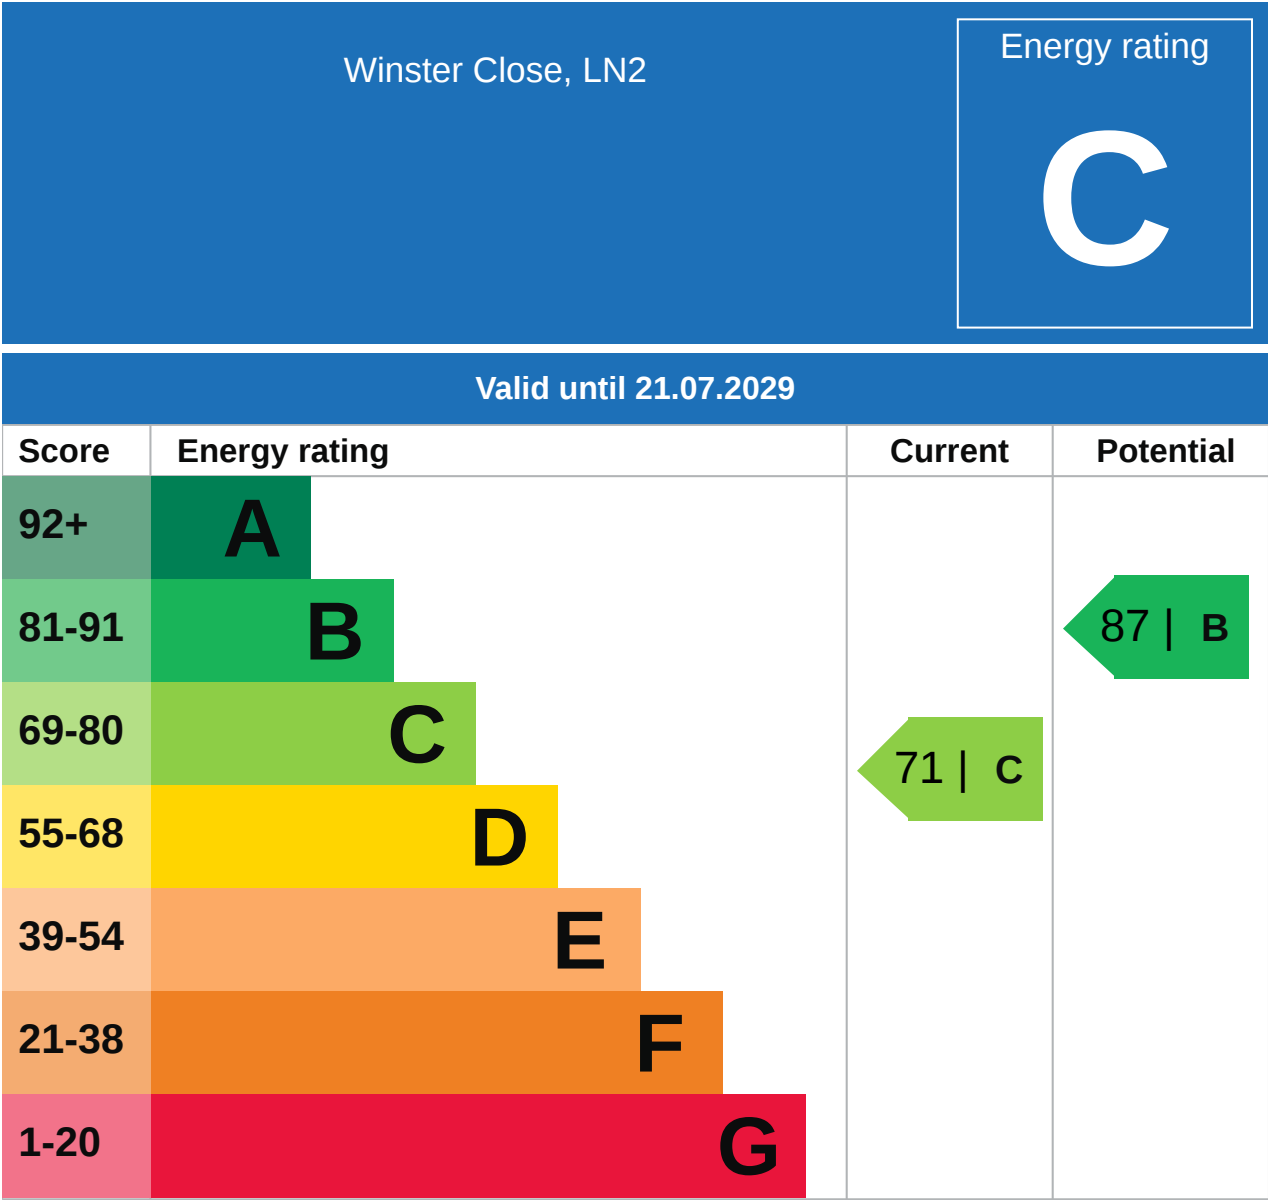 Winster Close, LN2
Energy rating
C
Valid until 21.07.2029
Score Energy rating Current Potential
92+ A
81-91 B 87 | B
69-80 C 71 | C
55-68 D
39-54 E
21-38 F
1-20 G